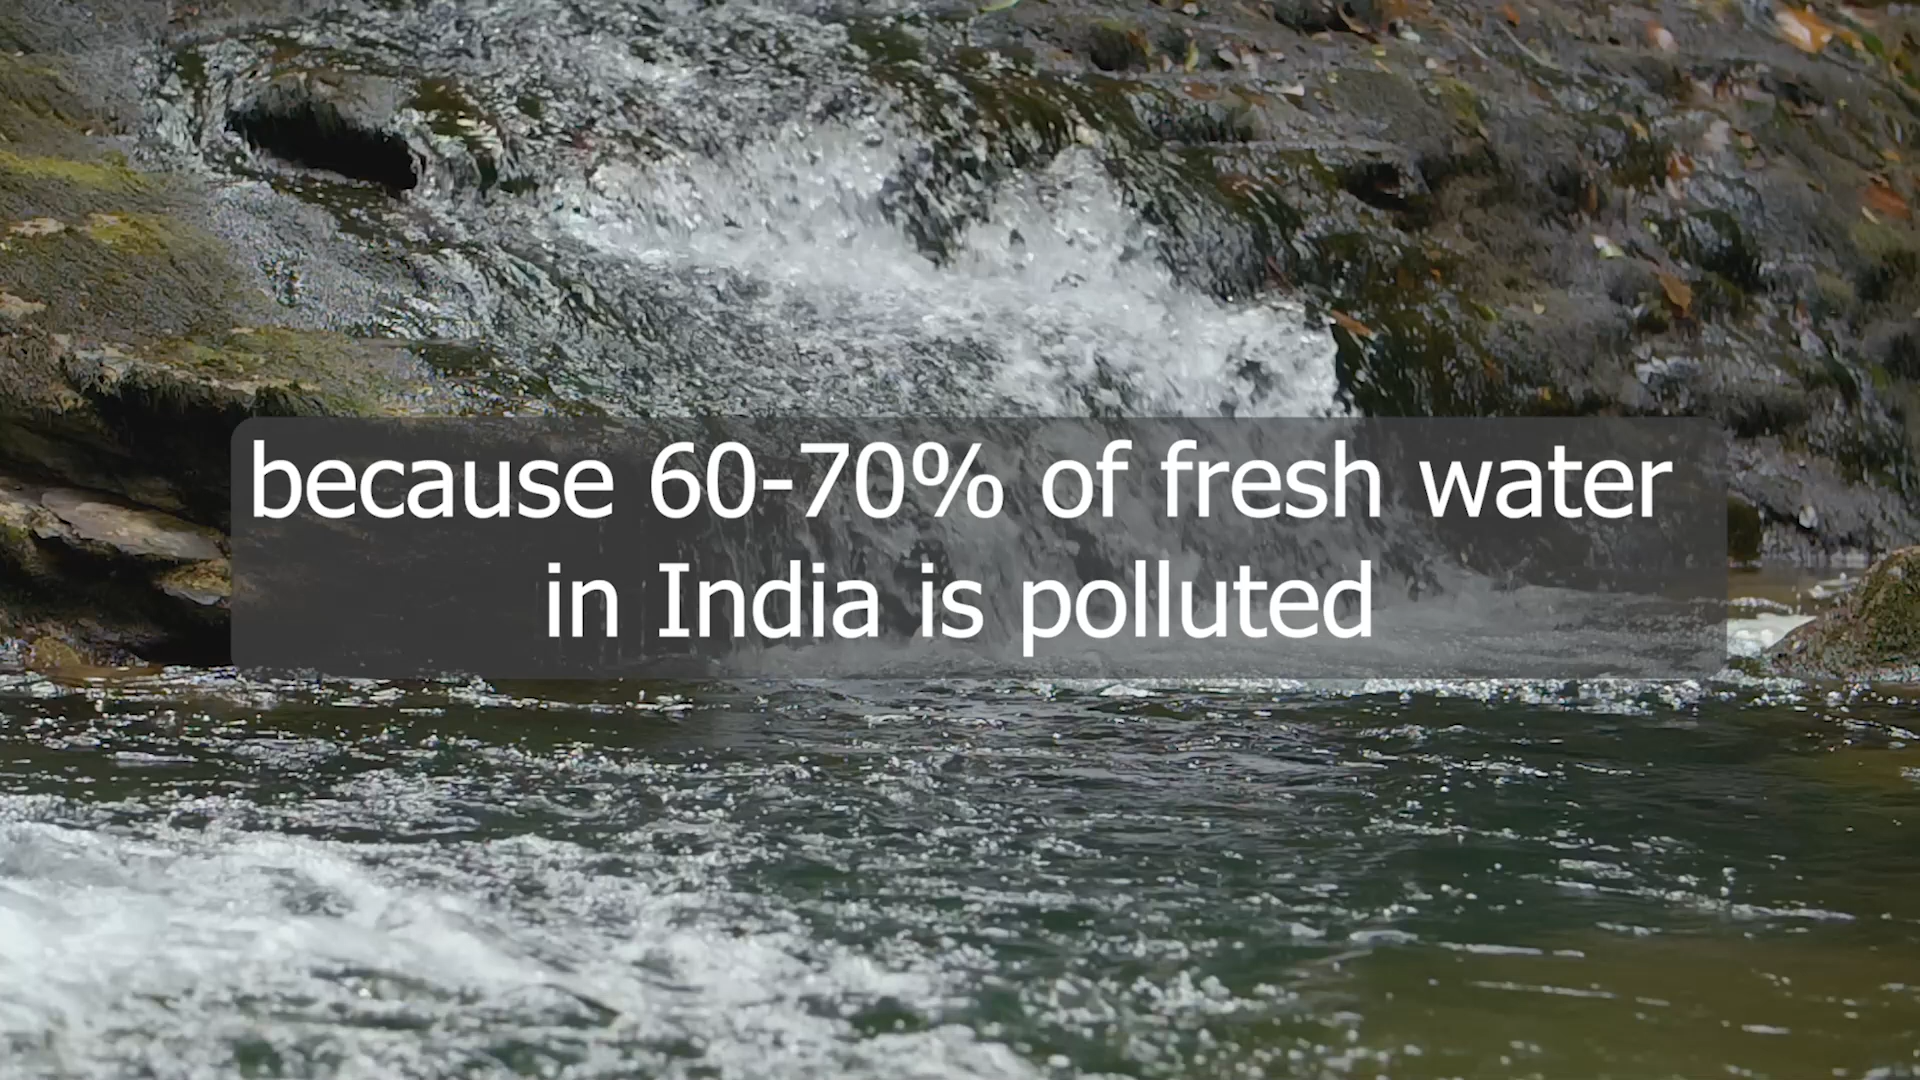 because 60-70% of fresh water
in India is polluted